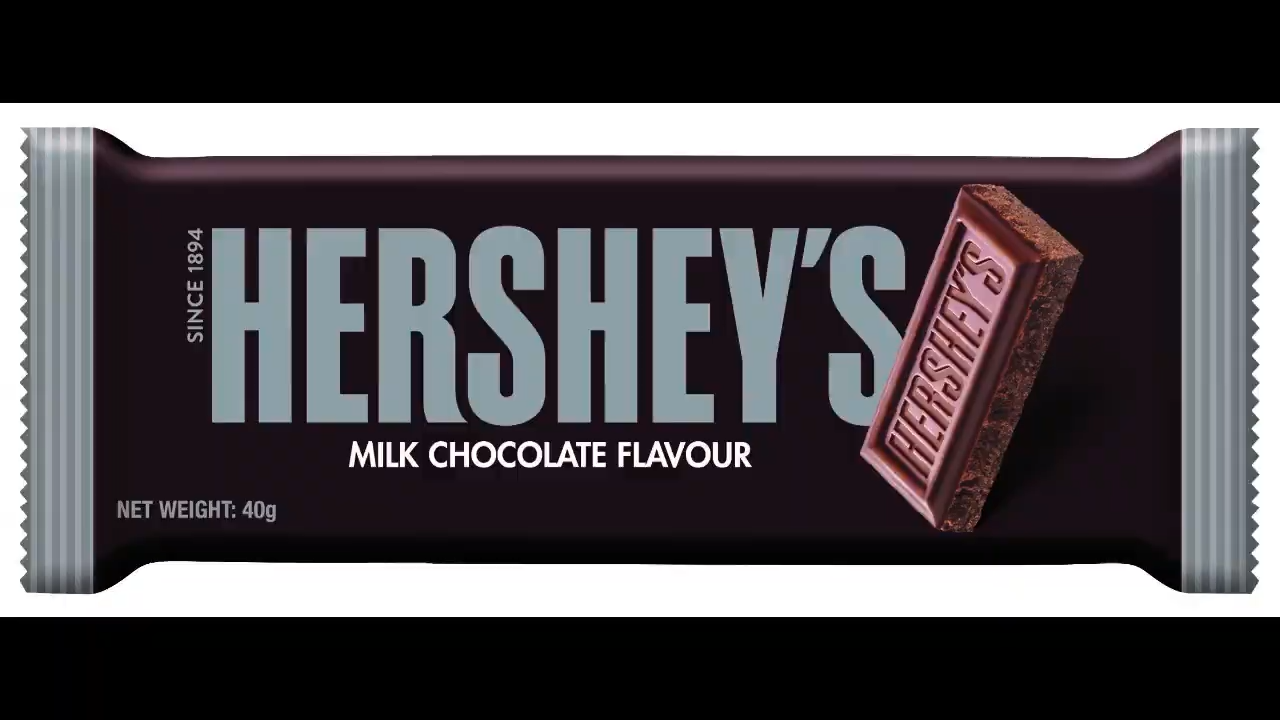 SINCE 1894
HERSHEY'S
HERSHEY'S
MILK CHOCOLATE FLAVOUR
NET WEIGHT: 40g